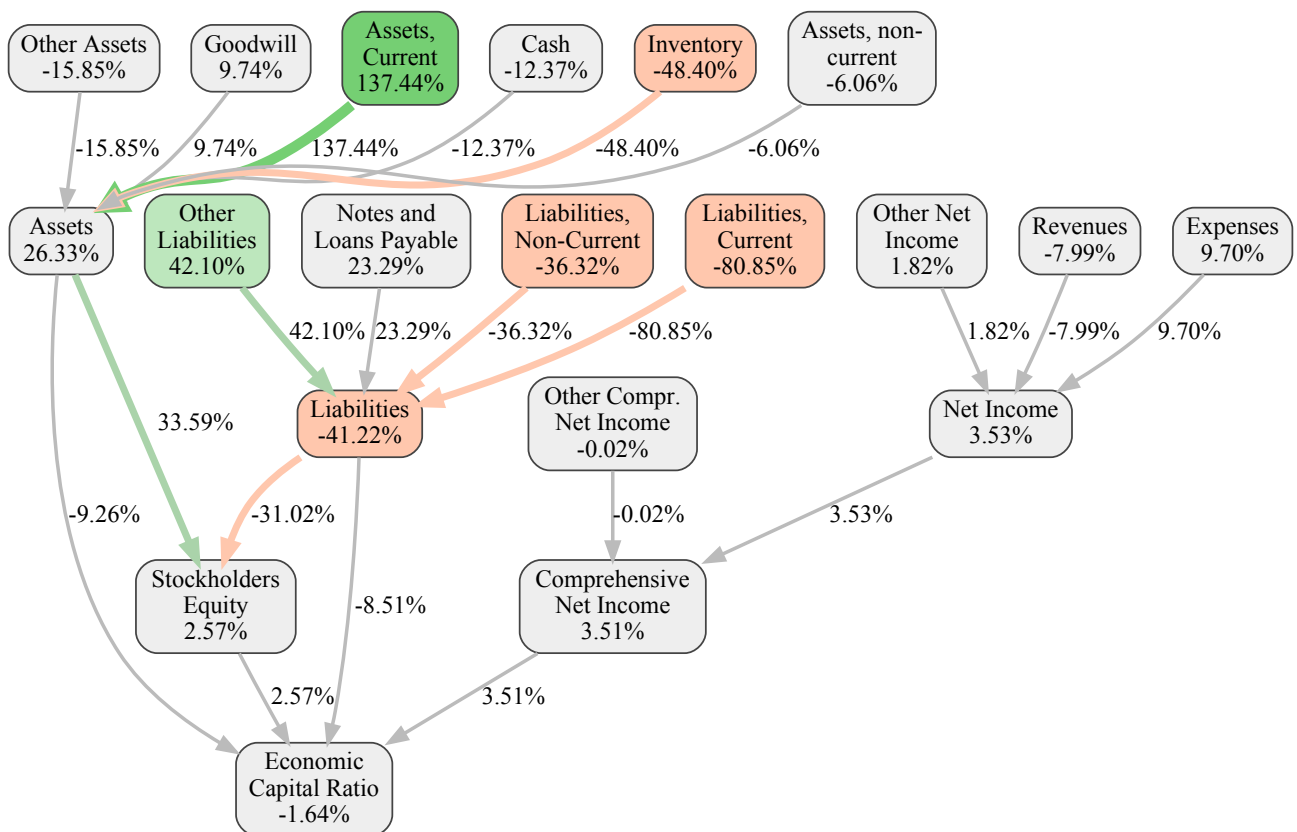 Other Assets
-15.85%
Goodwill
9.74%
Assets,
Current
137.44%
Cash
-12.37%
Inventory
-48.40%
Assets, non-
current
-6.06%
-15.85%
9.74%
137.44%
-12.37%
-48.40%
-6.06%
Assets
26.33%
Other
Liabilities
42.10%
Notes and
Loans Payable
23.29%
Liabilities,
Non-Current
-36.32%
Liabilities,
Current
-80.85%
Other Net
Income
1.82%
Revenues
-7.99%
Expenses
9.70%
42.10%
23.29%
-36.32%
-80.85%
1.82%
-7.99%
9.70%
Liabilities
-41.22%
Other Compr.
Net Income
-0.02%
Net Income
3.53%
33.59%
-9.26%
-31.02%
-0.02%
3.53%
Stockholders
Equity
2.57%
-8.51%
Comprehensive
Net Income
3.51%
2.57%
3.51%
Economic
Capital Ratio
-1.64%